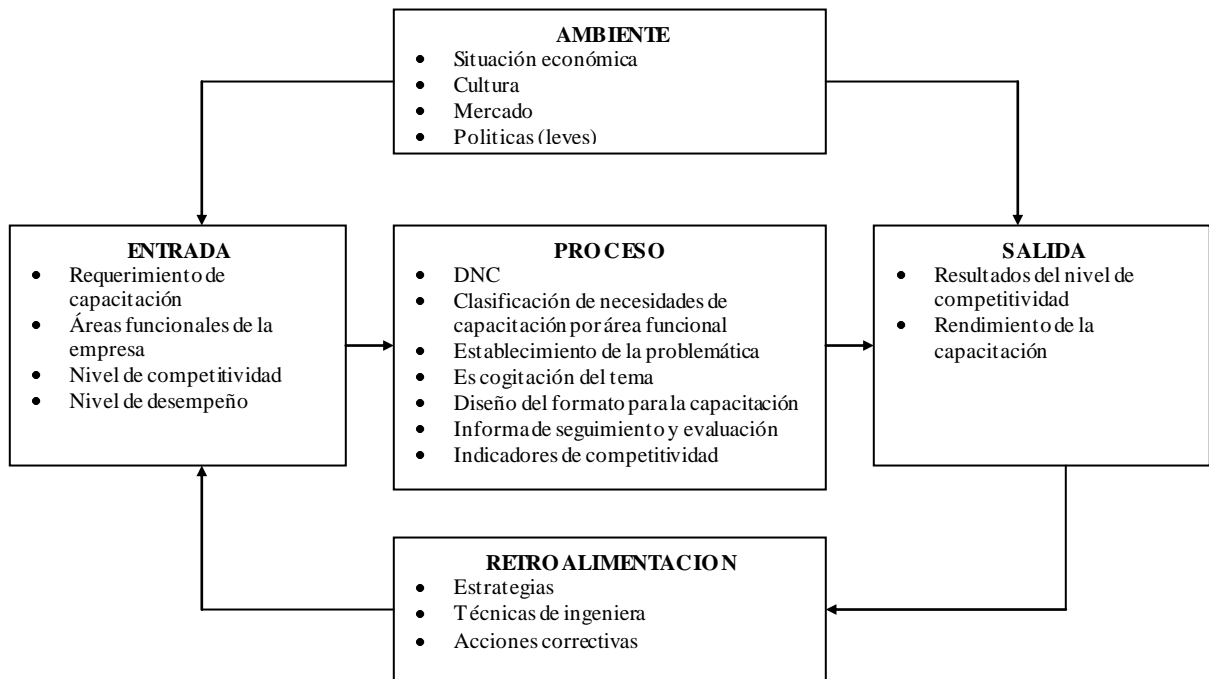 AMBIENTE
• Situación económica
• Cultura
• Mercado
• Politicas (leyes)
ENTRADA
• Requerimiento de
capacitación
• Áreas funcionales de la
empresa
• Nivel de competitividad
• Nivel de desempeño
PROCESO
• DNC
• Clasificación de necesidades de
capacitación por área funcional
• Establecimiento de la problemática
• Es cogitación del tema
• Diseño del formato para la capacitación
• Informa de seguimiento y evaluación
• Indicadores de competitividad
SALIDA
• Resultados del nivel de
competitividad
• Rendimiento de la
capacitación
RETROALIMENTACION
• Estrategias
• Técnicas de ingeniera
• Acciones correctivas